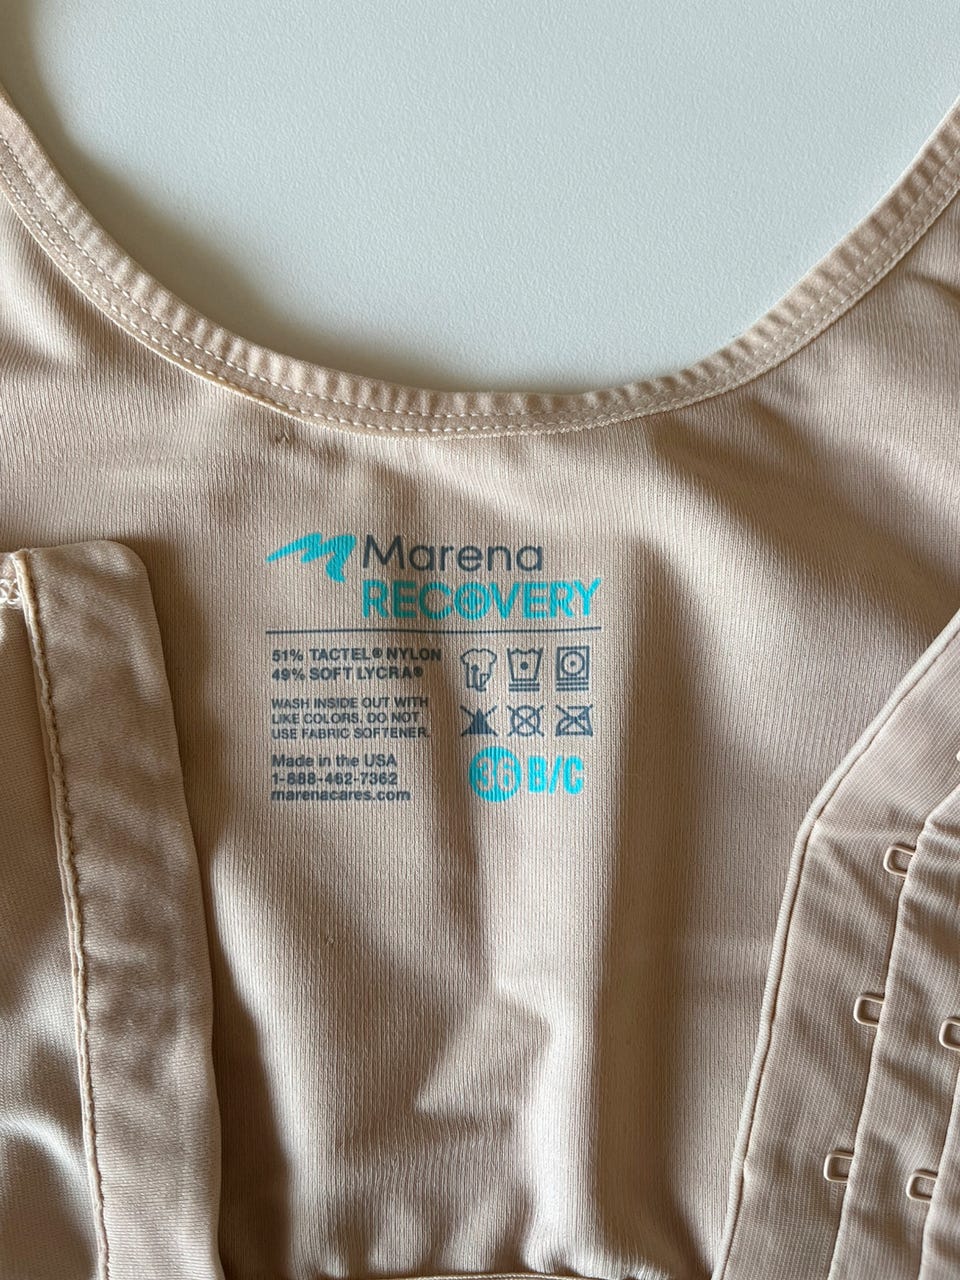 Marena
RECOVERY
51% TACTEL® NYLON
49% SOFT LYCRA®
WASH INSIDE OUT WITH
LIKE COLORS. DO NOT
USE FABRIC SOFTENER.
Made in the USA
1-888-462-7362
marenacares.com
36 B/C